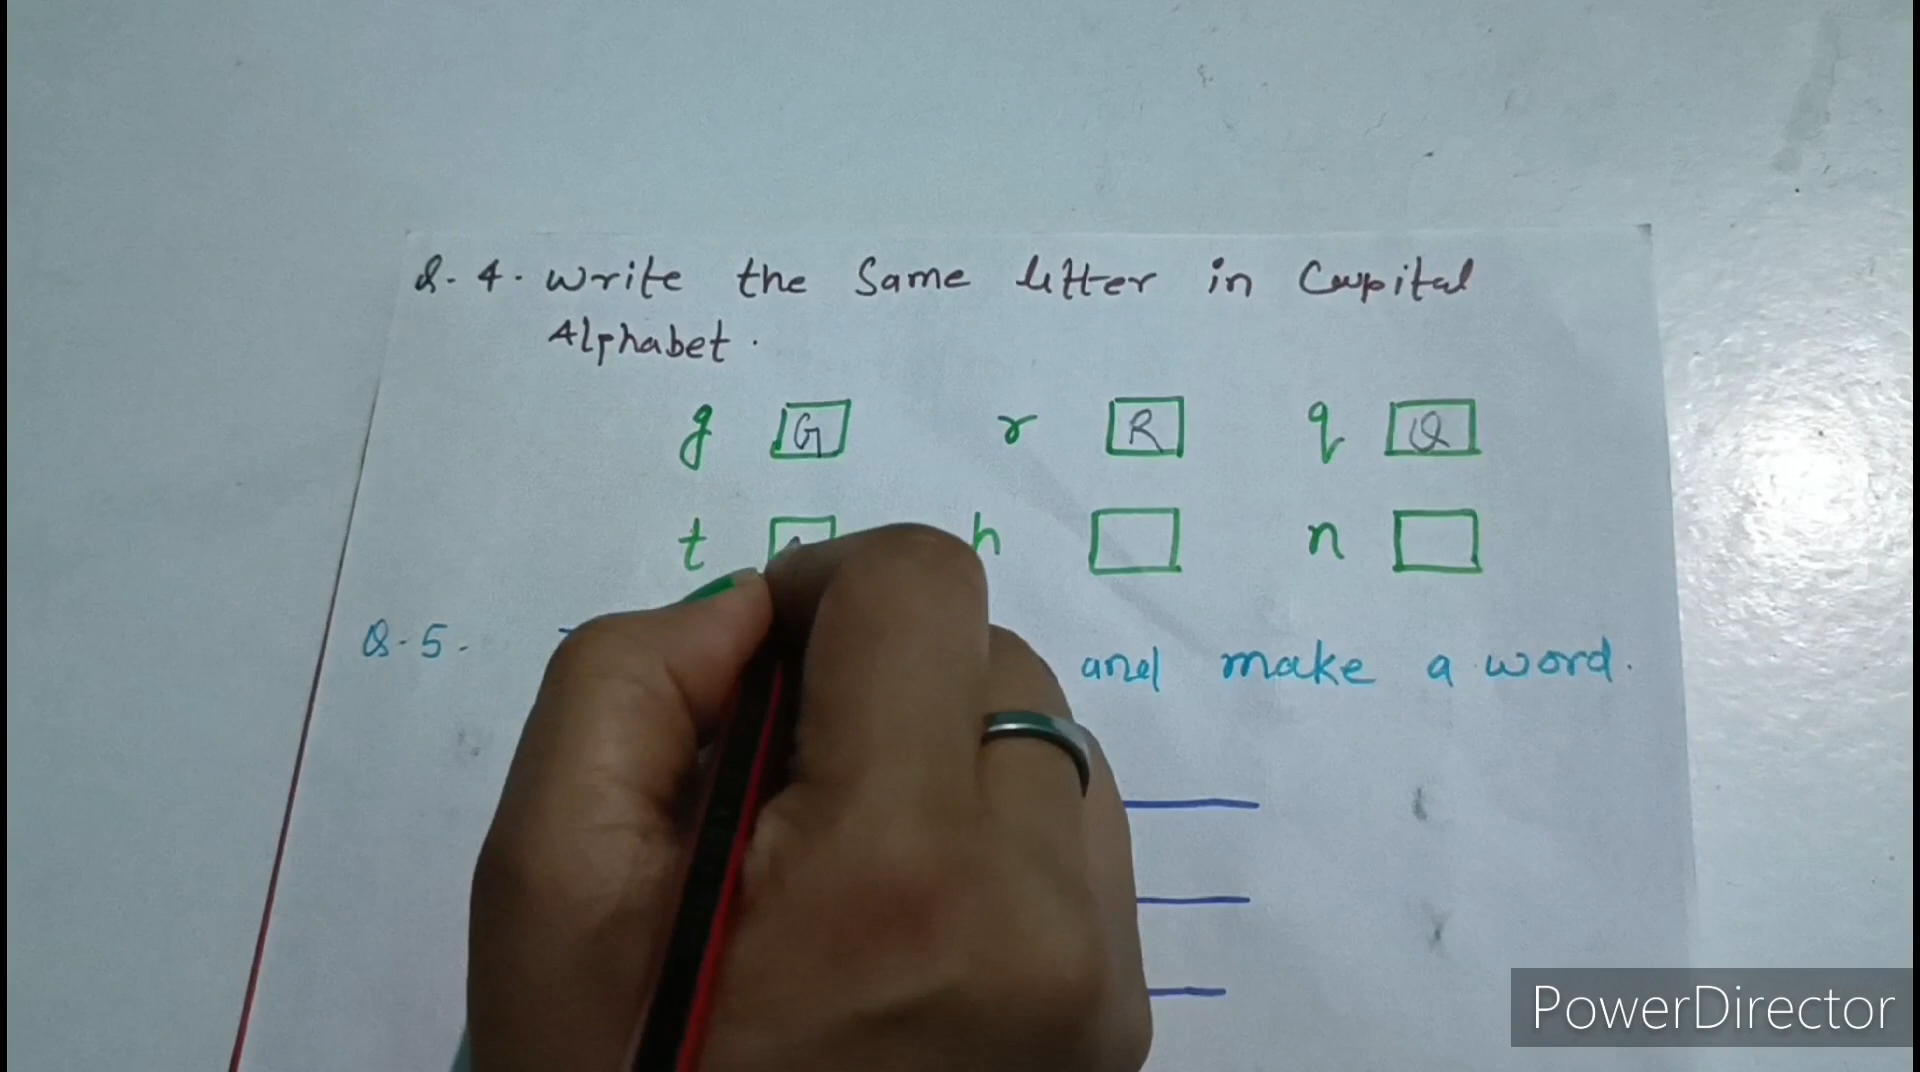 Q. 4. Write the Same letter in Capital
Alphabet.
g G r R q Q
t h n
Q. 5. and make a word.
PowerDirector